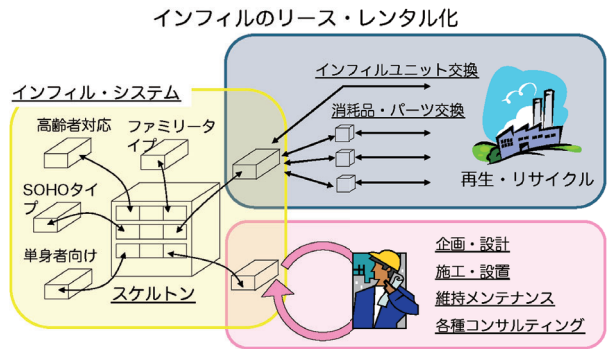 インフィルのリース・レンタル化
インフィル・システム
高齢者対応
ファミリータ
イプ
SOHOタイ
プ
単身者向け
スケルトン
インフィルユニット交換
消耗品・パーツ交換
再生・リサイクル
企画・設計
施工・設置
維持メンテナンス
各種コンサルティング